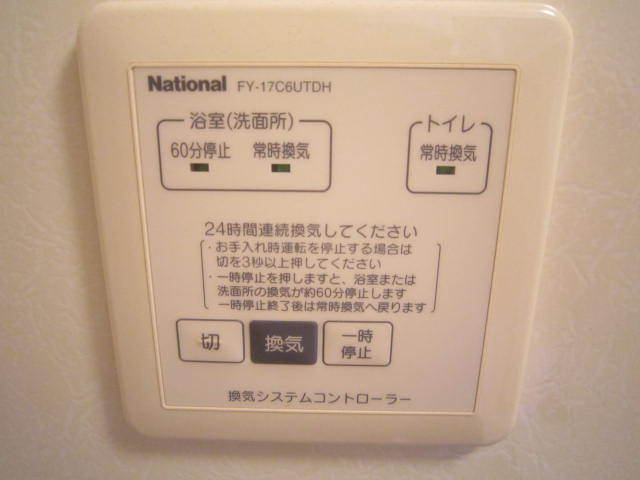 National FY-17C6UTDH
浴室(洗面所)
トイレ
60分停止 常時換気
常時換気
24時間連続換気してください
・お手入れ時運転を停止する場合は
切を3秒以上押してください
・一時停止を押しますと、浴室または
洗面所の換気が約60分停止します
一時停止終了後は常時換気へ戻ります
切
換気
一時
停止
換気システムコントローラー